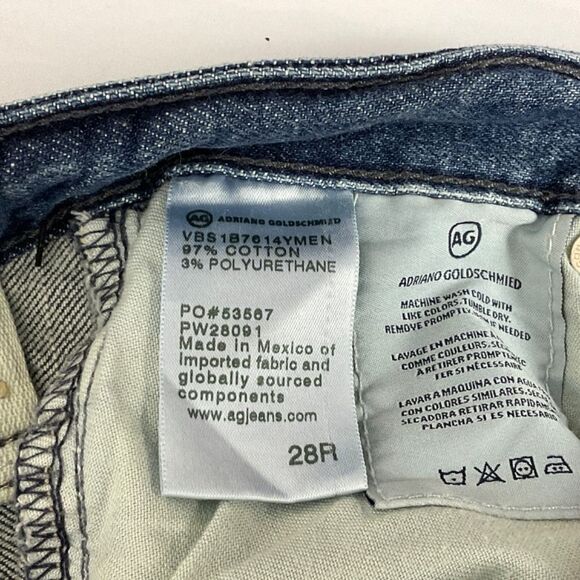 AG ADRIANO GOLDSCHMIED
VBS1B7614YMEN
97% COTTON
3% POLYURETHANE
PO#53567
PW28091
Made in Mexico of
imported fabric and
globally sourced
components
www.agjeans.com
28R
AG
ADRIANO GOLDSCHMIED
MACHINE WASH COLD WITH
LIKE COLORS. TUMBLE DRY.
REMOVE PROMPTLY. IRON IF NEEDED
LAVAGE EN MACHINE A
COMME COULEURS.
A RETIRER PROMPTEMENT.
FER SI NÉCESSAIRE
LAVAR A MAQUINA CON AGUA
CON COLORES SIMILARES.
SECADORA RETIRAR RAPIDAMENTE
PLANCHA SI ES NECESARIO